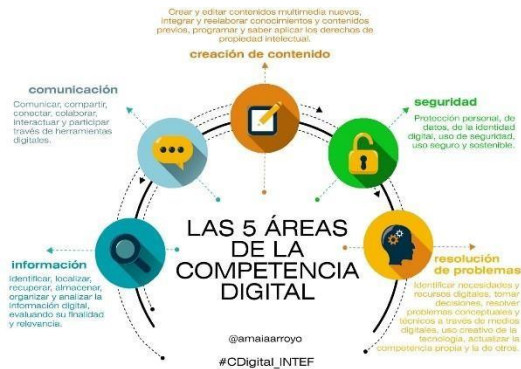 Crear y editar contenidos multimedia nuevos,
integrar y reelaborar conocimientos y contenidos
previos, programar y saber aplicar los derechos de
propiedad intelectual.
creación de contenido
comunicación
Comunicar, compartir,
conectar, colaborar,
interactuar y participar
través de herramientas
digitales.
seguridad
Protección personal, de
datos, de la identidad
digital, uso de seguridad,
uso seguro y sostenible.
LAS 5 ÁREAS
DE LA
COMPETENCIA
DIGITAL
información
Identificar, localizar,
recuperar, almacenar,
organizar y analizar la
información digital,
evaluando su finalidad
y relevancia.
resolución
de problemas
Identificar necesidades y
recursos digitales, tomar
decisiones, resolver
problemas conceptuales y
técnicos a través de medios
digitales, uso creativo de la
tecnología, actualizar la
competencia propia y la de otros.
@amaiaarroyo
#CDigital_INTEF